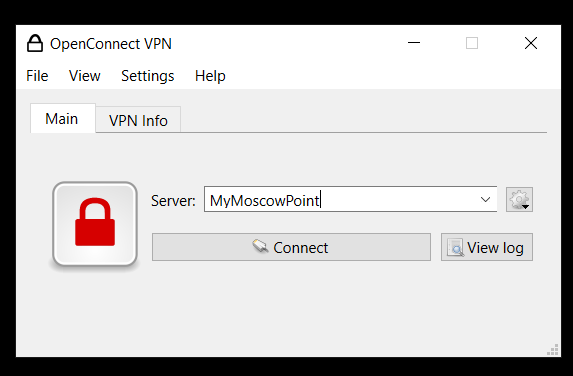 OpenConnect VPN
File View Settings Help
Main VPN Info
Server: MyMoscowPoint
Connect View log